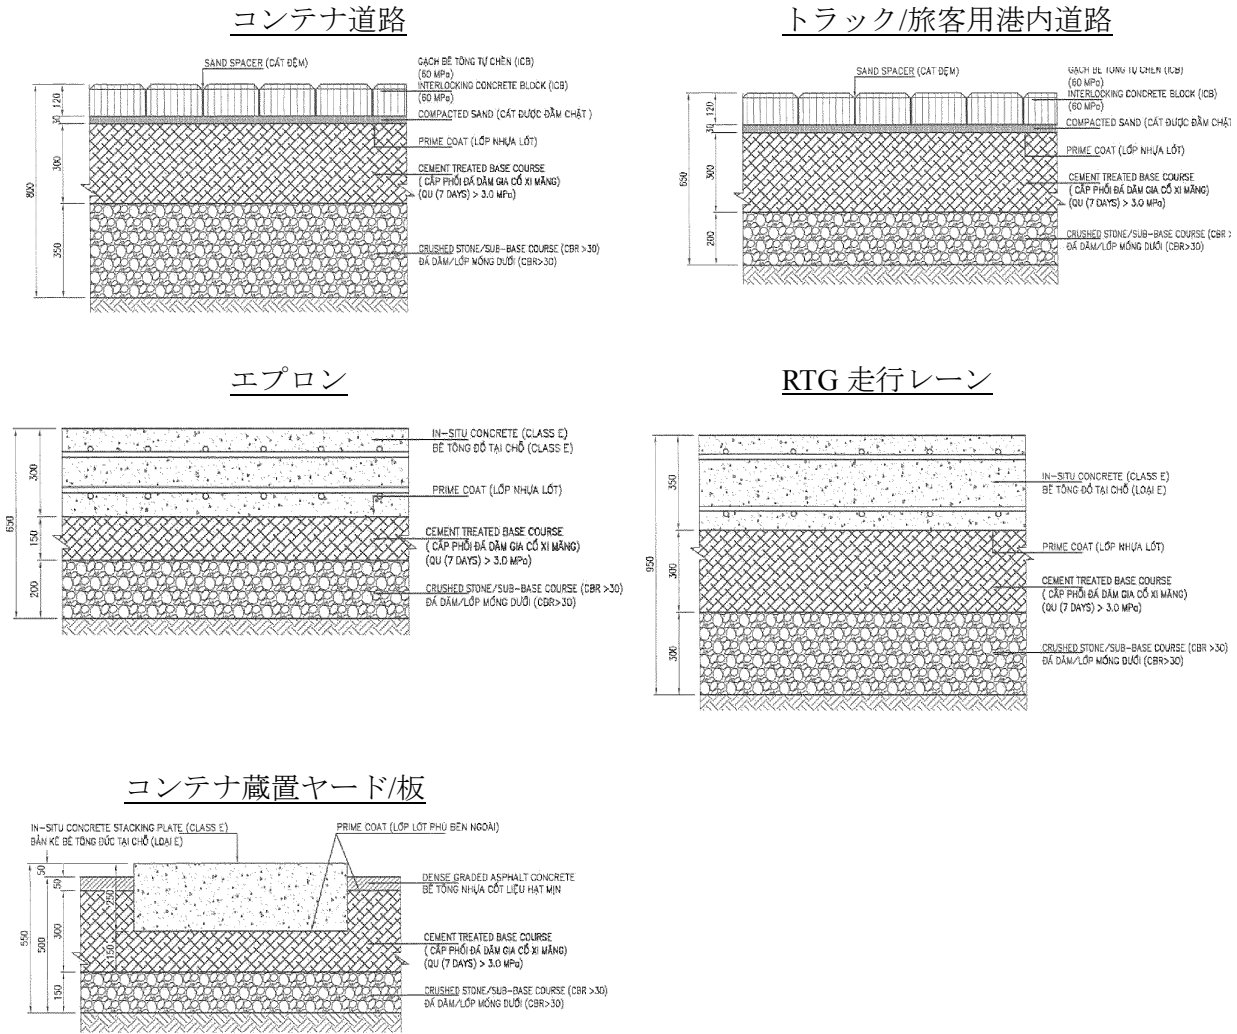 コンテナ道路
SAND SPACER (CÁT ĐỆM)
GẠCH BÊ TÔNG TỰ CHÈN (ICB)
(60 MPa)
INTERLOCKING CONCRETE BLOCK (ICB)
(60 MPa)
COMPACTED SAND (CÁT ĐƯỢC ĐẦM CHẶT )
PRIME COAT (LỚP NHỰA LÓT)
CEMENT TREATED BASE COURSE
( CẤP PHỐI ĐÁ DĂM GIA CỐ XI MĂNG)
(QU (7 DAYS) > 3.0 MPa)
CRUSHED STONE/SUB-BASE COURSE (CBR >30)
ĐÁ DĂM/LỚP MÓNG DƯỚI (CBR>30)
800
120
30
300
350
トラック/旅客用港内道路
SAND SPACER (CÁT ĐỆM)
GẠCH BÊ TÔNG TỰ CHÈN (ICB)
(60 MPa)
INTERLOCKING CONCRETE BLOCK (ICB)
(60 MPa)
COMPACTED SAND (CÁT ĐƯỢC ĐẦM CHẶT
PRIME COAT (LỚP NHỰA LÓT)
CEMENT TREATED BASE COURSE
( CẤP PHỐI ĐÁ DĂM GIA CỐ XI MĂNG)
(QU (7 DAYS) > 3.0 MPa)
CRUSHED STONE/SUB-BASE COURSE (CBR >
ĐÁ DĂM/LỚP MÓNG DƯỚI (CBR>30)
650
120
30
300
200
エプロン
IN-SITU CONCRETE (CLASS E)
BÊ TÔNG ĐỔ TẠI CHỖ (CLASS E)
PRIME COAT (LỚP NHỰA LÓT)
CEMENT TREATED BASE COURSE
( CẤP PHỐI ĐÁ DĂM GIA CỐ XI MĂNG)
(QU (7 DAYS) > 3.0 MPa)
CRUSHED STONE/SUB-BASE COURSE (CBR >30)
ĐÁ DĂM/LỚP MÓNG DƯỚI (CBR>30)
650
300
150
200
RTG 走行レーン
IN-SITU CONCRETE (CLASS E)
BÊ TÔNG ĐỔ TẠI CHỖ (LOẠI E)
PRIME COAT (LỚP NHỰA LÓT)
CEMENT TREATED BASE COURSE
( CẤP PHỐI ĐÁ DĂM GIA CỐ XI MĂNG)
(QU (7 DAYS) > 3.0 MPa)
CRUSHED STONE/SUB-BASE COURSE (CBR >30)
ĐÁ DĂM/LỚP MÓNG DƯỚI (CBR>30)
950
350
300
300
コンテナ蔵置ヤード/板
IN-SITU CONCRETE STACKING PLATE (CLASS E)
BẢN KÊ BÊ TÔNG ĐÚC TẠI CHỖ (LOẠI E)
PRIME COAT (LỚP LÓT PHỦ BÊN NGOÀI)
DENSE GRADED ASPHALT CONCRETE
BÊ TÔNG NHỰA CỐT LIỆU HẠT MỊN
CEMENT TREATED BASE COURSE
( CẤP PHỐI ĐÁ DĂM GIA CỐ XI MĂNG)
(QU (7 DAYS) > 3.0 MPa)
CRUSHED STONE/SUB-BASE COURSE (CBR >30)
ĐÁ DĂM/LỚP MÓNG DƯỚI (CBR>30)
550
50
500
50
300
150
250
150